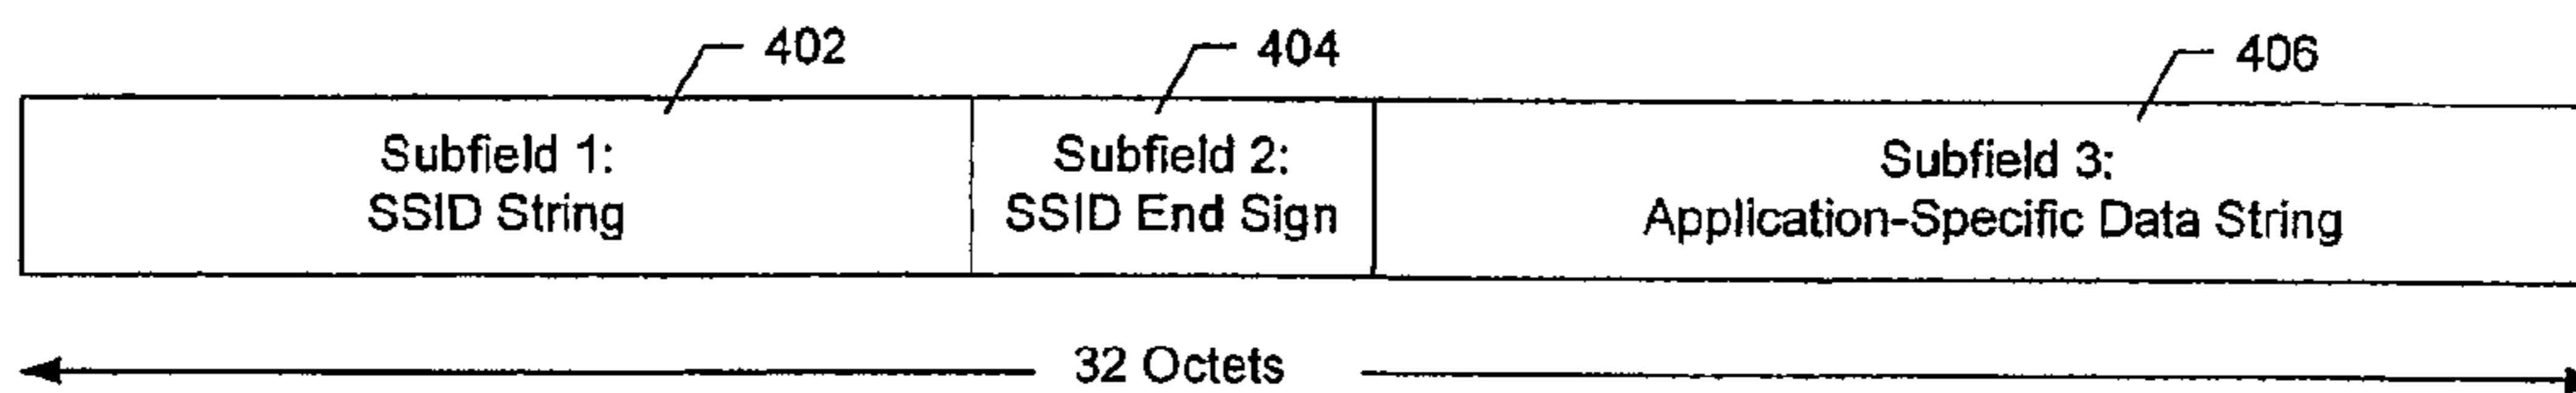 402
404
406
Subfield 1:
SSID String
Subfield 2:
SSID End Sign
Subfield 3:
Application-Specific Data String
32 Octets